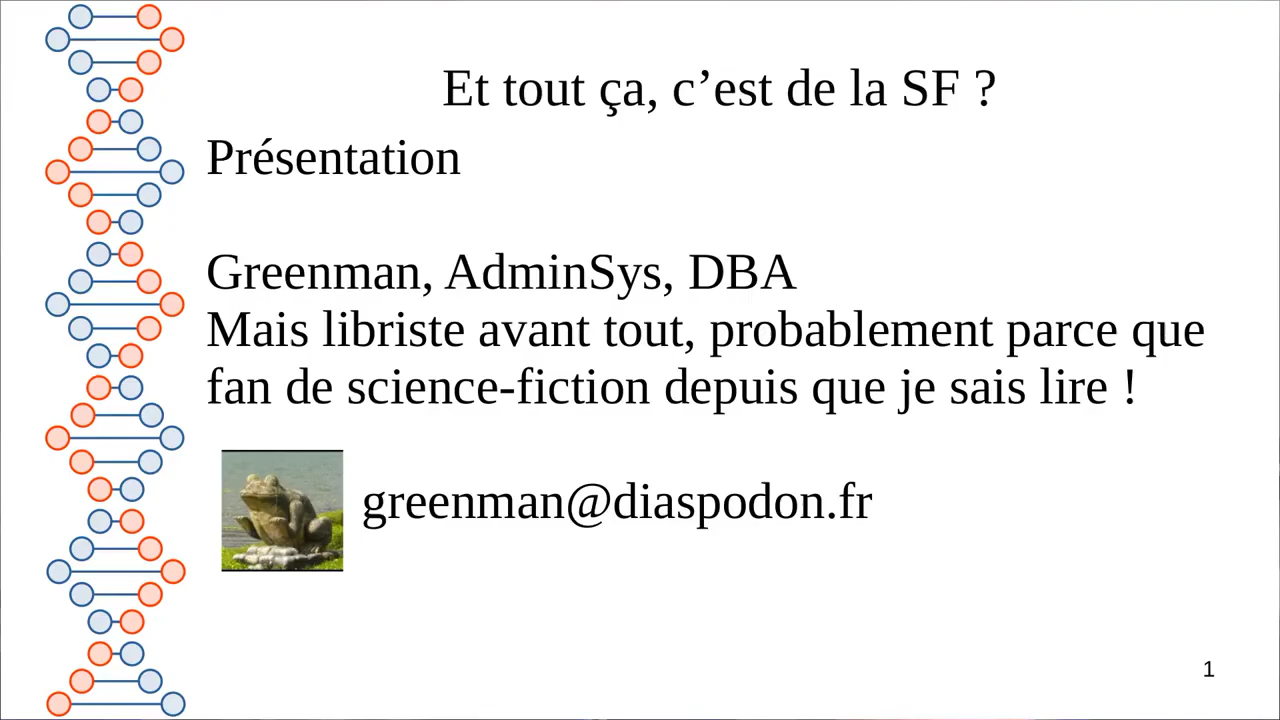 Et tout ça, c’est de la SF ?
Présentation
Greenman, AdminSys, DBA
Mais libriste avant tout, probablement parce que
fan de science-fiction depuis que je sais lire !
greenman@diaspodon.fr
1